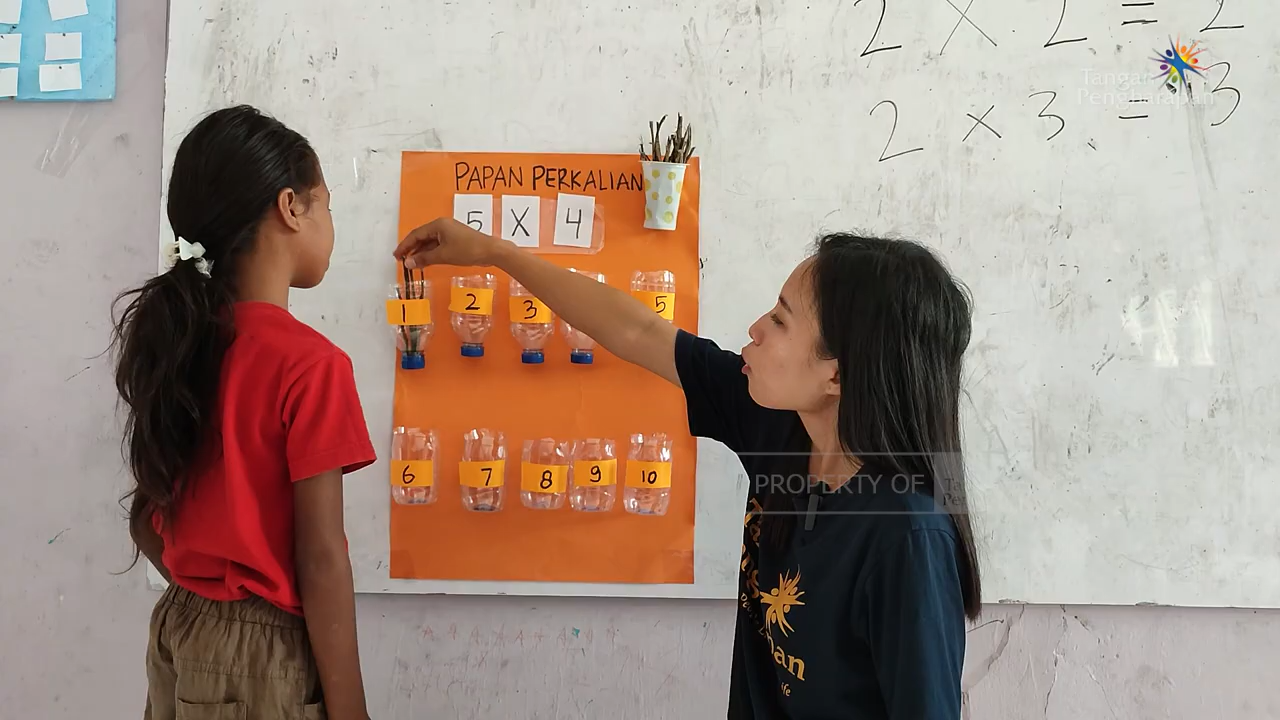 2 x 2 = 2
Tangan
Pengharapan
2 x 3 = 3
PAPAN PERKALIAN
5 X 4
1 2 3 5
6 7 8 9 10
PROPERTY OF